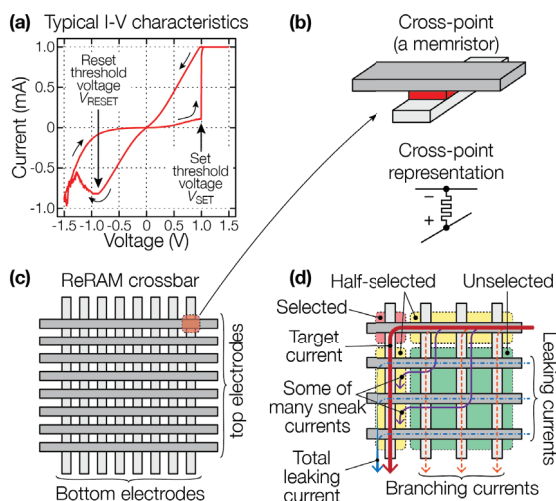 (a) Typical I-V characteristics
Current (mA)
1.0
0.5
0
-0.5
-1.0
Reset
threshold
voltage
VRESET
Set
threshold
voltage
VSET
-1.5 -1.0 -0.5 0 0.5 1.0 1.5
Voltage (V)
(b) Cross-point
(a memristor)
Cross-point
representation
−
+
(c) ReRAM crossbar
top electrodes
Bottom electrodes
(d) Half-selected Unselected
Selected
Target
current
Some of
many sneak
currents
Total
leaking
current
Leaking
currents
Branching currents